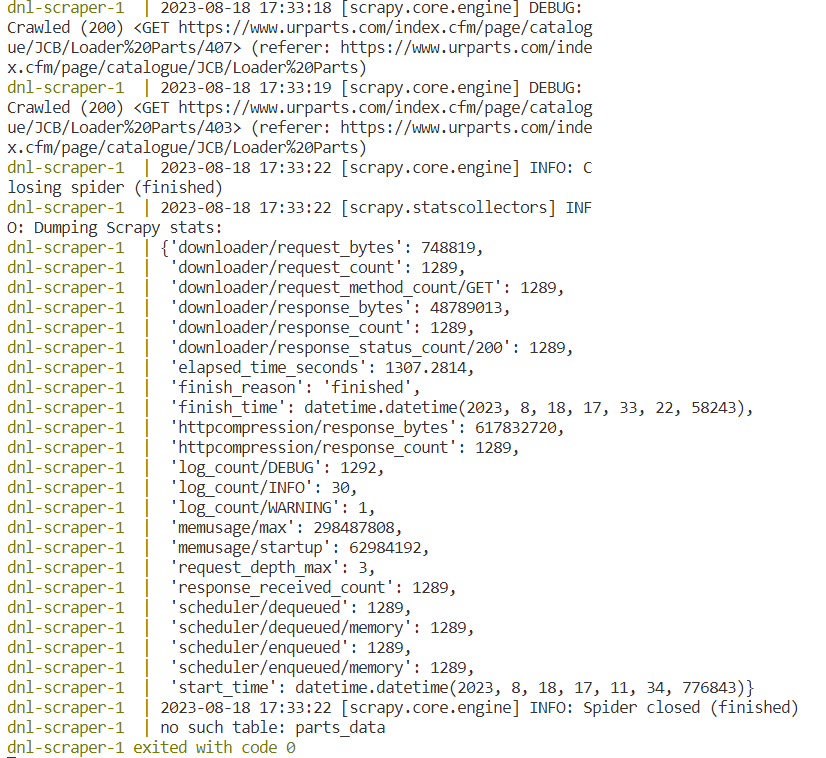 dnl-scraper-1  | 2023-08-18 17:33:18 [scrapy.core.engine] DEBUG:
Crawled (200) <GET https://www.urparts.com/index.cfm/page/catalog
ue/JCB/Loader%20Parts/407> (referer: https://www.urparts.com/inde
x.cfm/page/catalogue/JCB/Loader%20Parts)
dnl-scraper-1  | 2023-08-18 17:33:19 [scrapy.core.engine] DEBUG:
Crawled (200) <GET https://www.urparts.com/index.cfm/page/catalog
ue/JCB/Loader%20Parts/403> (referer: https://www.urparts.com/inde
x.cfm/page/catalogue/JCB/Loader%20Parts)
dnl-scraper-1  | 2023-08-18 17:33:22 [scrapy.core.engine] INFO: C
losing spider (finished)
dnl-scraper-1  | 2023-08-18 17:33:22 [scrapy.statscollectors] INF
O: Dumping Scrapy stats:
dnl-scraper-1  | {'downloader/request_bytes': 748819,
dnl-scraper-1  |  'downloader/request_count': 1289,
dnl-scraper-1  |  'downloader/request_method_count/GET': 1289,
dnl-scraper-1  |  'downloader/response_bytes': 48789013,
dnl-scraper-1  |  'downloader/response_count': 1289,
dnl-scraper-1  |  'downloader/response_status_count/200': 1289,
dnl-scraper-1  |  'elapsed_time_seconds': 1307.2814,
dnl-scraper-1  |  'finish_reason': 'finished',
dnl-scraper-1  |  'finish_time': datetime.datetime(2023, 8, 18, 17, 33, 22, 58243),
dnl-scraper-1  |  'httpcompression/response_bytes': 617832720,
dnl-scraper-1  |  'httpcompression/response_count': 1289,
dnl-scraper-1  |  'log_count/DEBUG': 1292,
dnl-scraper-1  |  'log_count/INFO': 30,
dnl-scraper-1  |  'log_count/WARNING': 1,
dnl-scraper-1  |  'memusage/max': 298487808,
dnl-scraper-1  |  'memusage/startup': 62984192,
dnl-scraper-1  |  'request_depth_max': 3,
dnl-scraper-1  |  'response_received_count': 1289,
dnl-scraper-1  |  'scheduler/dequeued': 1289,
dnl-scraper-1  |  'scheduler/dequeued/memory': 1289,
dnl-scraper-1  |  'scheduler/enqueued': 1289,
dnl-scraper-1  |  'scheduler/enqueued/memory': 1289,
dnl-scraper-1  |  'start_time': datetime.datetime(2023, 8, 18, 17, 11, 34, 776843)}
dnl-scraper-1  | 2023-08-18 17:33:22 [scrapy.core.engine] INFO: Spider closed (finished)
dnl-scraper-1  | no such table: parts_data
dnl-scraper-1 exited with code 0